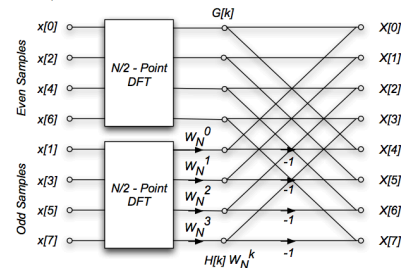 G[k]
Even Samples
x[0]
x[2]
x[4]
x[6]
N/2 - Point
DFT
Odd Samples
x[1]
x[3]
x[5]
x[7]
N/2 - Point
DFT
W_N^0
W_N^1
W_N^2
W_N^3
H[k] W_N^k
-1
-1
-1
-1
X[0]
X[1]
X[2]
X[3]
X[4]
X[5]
X[6]
X[7]